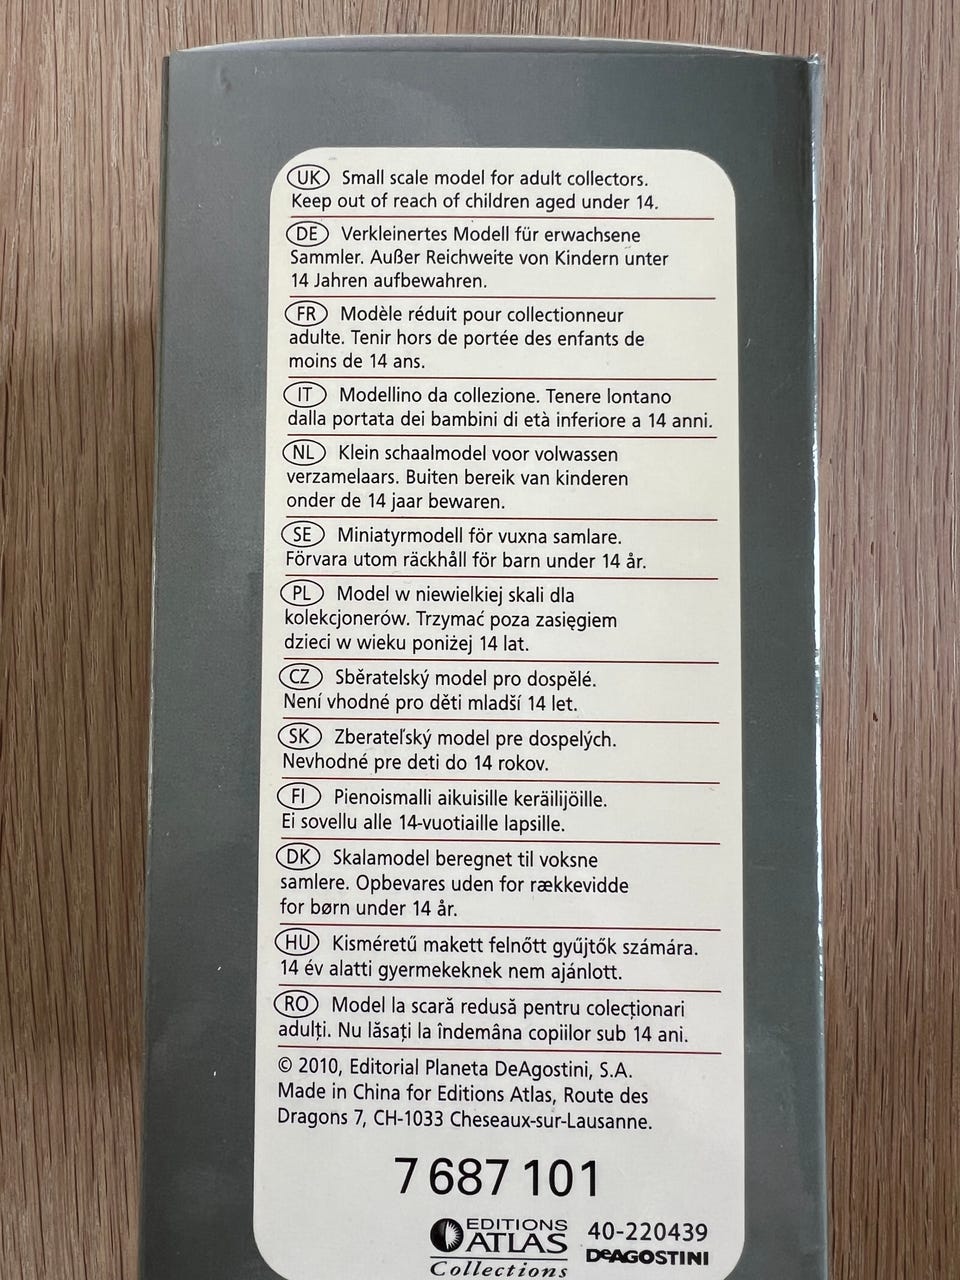 UK Small scale model for adult collectors.
Keep out of reach of children aged under 14.
DE Verkleinertes Modell für erwachsene
Sammler. Außer Reichweite von Kindern unter
14 Jahren aufbewahren.
FR Modèle réduit pour collectionneur
adulte. Tenir hors de portée des enfants de
moins de 14 ans.
IT Modellino da collezione. Tenere lontano
dalla portata dei bambini di età inferiore a 14 anni.
NL Klein schaalmodel voor volwassen
verzamelaars. Buiten bereik van kinderen
onder de 14 jaar bewaren.
SE Miniatyrmodell för vuxna samlare.
Förvara utom räckhåll för barn under 14 år.
PL Model w niewielkiej skali dla
kolekcjonerów. Trzymać poza zasięgiem
dzieci w wieku poniżej 14 lat.
CZ Sběratelský model pro dospělé.
Není vhodné pro děti mladší 14 let.
SK Zberateľský model pre dospelých.
Nevhodné pre deti do 14 rokov.
FI Pienoismalli aikuisille keräilijöille.
Ei sovellu alle 14-vuotiaille lapsille.
DK Skalamodel beregnet til voksne
samlere. Opbevares uden for rækkevidde
for børn under 14 år.
HU Kisméretű makett felnőtt gyűjtők számára.
14 év alatti gyermekeknek nem ajánlott.
RO Model la scară redusă pentru colecționari
adulți. Nu lăsați la îndemâna copiilor sub 14 ani.
© 2010, Editorial Planeta DeAgostini, S.A.
Made in China for Editions Atlas, Route des
Dragons 7, CH-1033 Cheseaux-sur-Lausanne.
7 687 101
EDITIONS
ATLAS
Collections
40-220439
DeAGOSTINI